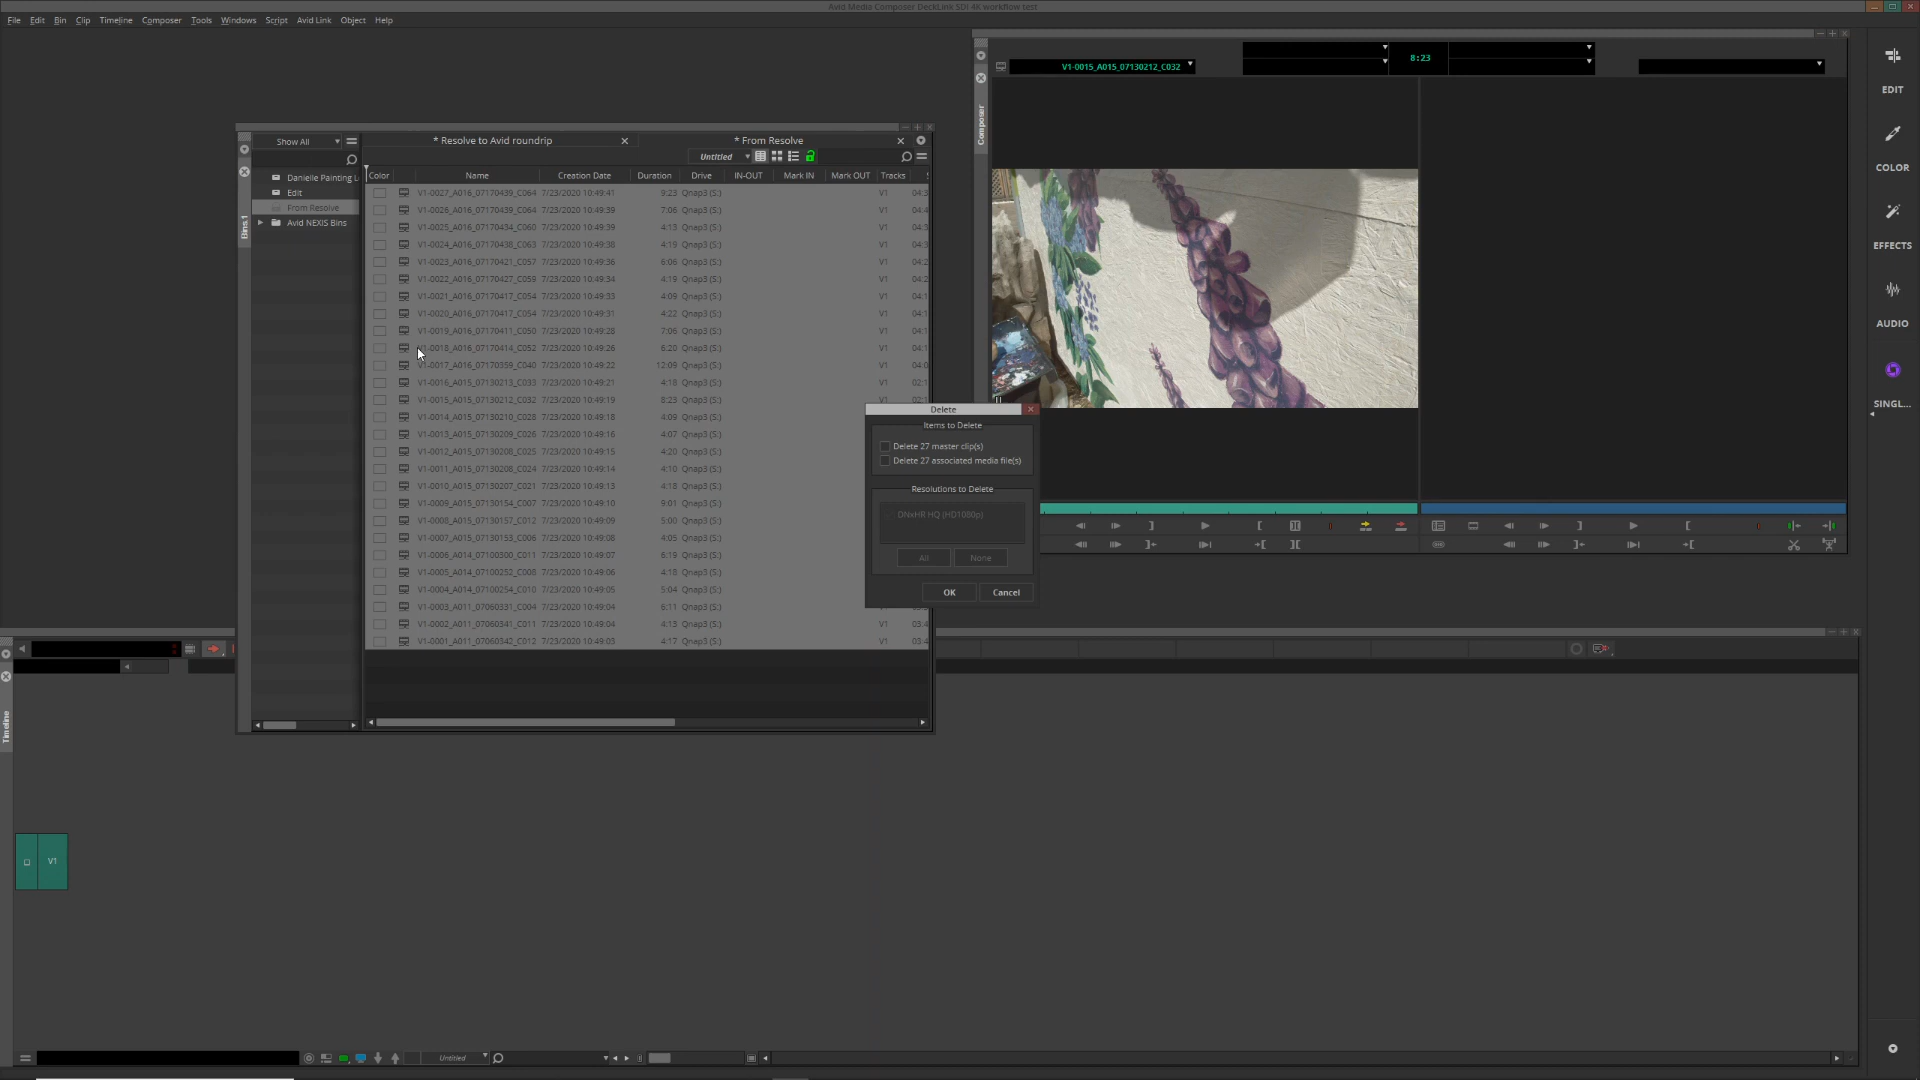 Avid Media Composer DeckLink SDI 4K workflow test
File Edit Bin Clip Timeline Composer Tools Windows Script Avid Link Object Help
V1-0015_A015_07130212_C032
8:23
Composer
EDIT
COLOR
EFFECTS
AUDIO
SINGL...
Show All
* Resolve to Avid roundrip
* From Resolve
Untitled
Bins.1
Danielle Painting L
Edit
From Resolve
Avid NEXIS Bins
Color Name Creation Date Duration Drive IN-OUT Mark IN Mark OUT Tracks S
V1-0027_A016_07170439_C064 7/23/2020 10:49:41 9:23 Qnap3 (S:) V1 04:3
V1-0026_A016_07170439_C064 7/23/2020 10:49:39 7:06 Qnap3 (S:) V1 04:4
V1-0025_A016_07170434_C060 7/23/2020 10:49:39 4:13 Qnap3 (S:) V1 04:3
V1-0024_A016_07170438_C063 7/23/2020 10:49:38 4:19 Qnap3 (S:) V1 04:3
V1-0023_A016_07170421_C057 7/23/2020 10:49:36 6:06 Qnap3 (S:) V1 04:2
V1-0022_A016_07170427_C059 7/23/2020 10:49:34 4:19 Qnap3 (S:) V1 04:2
V1-0021_A016_07170417_C054 7/23/2020 10:49:33 4:09 Qnap3 (S:) V1 04:1
V1-0020_A016_07170417_C054 7/23/2020 10:49:31 4:22 Qnap3 (S:) V1 04:1
V1-0019_A016_07170411_C050 7/23/2020 10:49:28 7:06 Qnap3 (S:) V1 04:1
V1-0018_A016_07170414_C052 7/23/2020 10:49:26 6:20 Qnap3 (S:) V1 04:1
V1-0017_A016_07170359_C040 7/23/2020 10:49:22 12:09 Qnap3 (S:) V1 04:0
V1-0016_A015_07130213_C033 7/23/2020 10:49:21 4:18 Qnap3 (S:) V1 02:1
V1-0015_A015_07130212_C032 7/23/2020 10:49:19 8:23 Qnap3 (S:) V1 02:1
V1-0014_A015_07130210_C028 7/23/2020 10:49:18 4:09 Qnap3 (S:)
V1-0013_A015_07130209_C026 7/23/2020 10:49:16 4:07 Qnap3 (S:)
V1-0012_A015_07130208_C025 7/23/2020 10:49:15 4:20 Qnap3 (S:)
V1-0011_A015_07130208_C024 7/23/2020 10:49:14 4:10 Qnap3 (S:)
V1-0010_A015_07130207_C021 7/23/2020 10:49:13 4:18 Qnap3 (S:)
V1-0009_A015_07130154_C007 7/23/2020 10:49:10 9:01 Qnap3 (S:)
V1-0008_A015_07130157_C012 7/23/2020 10:49:09 5:00 Qnap3 (S:)
V1-0007_A015_07130153_C006 7/23/2020 10:49:08 4:05 Qnap3 (S:)
V1-0006_A014_07100300_C011 7/23/2020 10:49:07 6:19 Qnap3 (S:)
V1-0005_A014_07100252_C008 7/23/2020 10:49:06 4:18 Qnap3 (S:)
V1-0004_A014_07100254_C010 7/23/2020 10:49:05 5:04 Qnap3 (S:)
V1-0003_A011_07060331_C004 7/23/2020 10:49:04 6:11 Qnap3 (S:)
V1-0002_A011_07060341_C011 7/23/2020 10:49:04 4:13 Qnap3 (S:) V1 03:4
V1-0001_A011_07060342_C012 7/23/2020 10:49:03 4:17 Qnap3 (S:) V1 03:4
Delete
Items to Delete
Delete 27 master clip(s)
Delete 27 associated media file(s)
Resolutions to Delete
DNxHR HQ (HD1080p)
All None
OK Cancel
Timeline
V1
Untitled